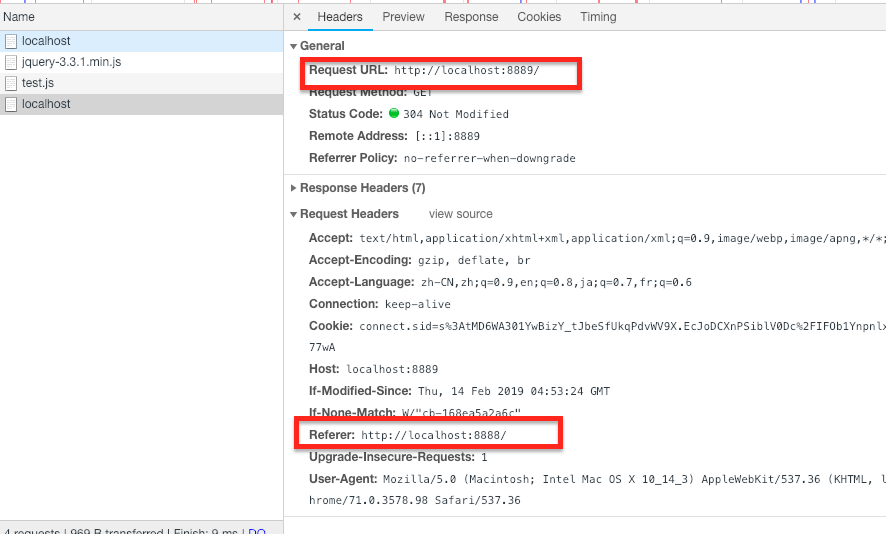 Name
localhost
jquery-3.3.1.min.js
test.js
localhost
4 requests | 969 B transferred | Finish: 9 ms | DO
× Headers Preview Response Cookies Timing
General
Request URL: http://localhost:8889/
Request Method: GET
Status Code: 304 Not Modified
Remote Address: [::1]:8889
Referrer Policy: no-referrer-when-downgrade
Response Headers (7)
Request Headers view source
Accept: text/html,application/xhtml+xml,application/xml;q=0.9,image/webp,image/apng,*/*;
Accept-Encoding: gzip, deflate, br
Accept-Language: zh-CN,zh;q=0.9,en;q=0.8,ja;q=0.7,fr;q=0.6
Connection: keep-alive
Cookie: connect.sid=s%3AtMD6WA301YwBizY_tJbeSfUkqPdvWV9X.EcJoDCXnPSiblV0Dc%2FIFOb1Ynpnlx
77wA
Host: localhost:8889
If-Modified-Since: Thu, 14 Feb 2019 04:53:24 GMT
If-None-Match: W/"cb-168ea5a2a6c"
Referer: http://localhost:8888/
Upgrade-Insecure-Requests: 1
User-Agent: Mozilla/5.0 (Macintosh; Intel Mac OS X 10_14_3) AppleWebKit/537.36 (KHTML, l
hrome/71.0.3578.98 Safari/537.36